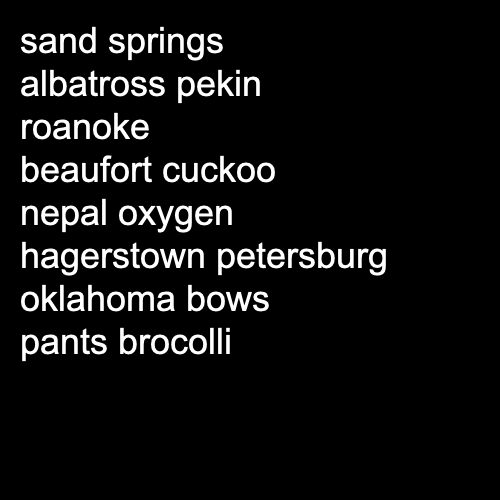 sand springs
albatross pekin
roanoke
beaufort cuckoo
nepal oxygen
hagerstown petersburg
oklahoma bows
pants brocolli